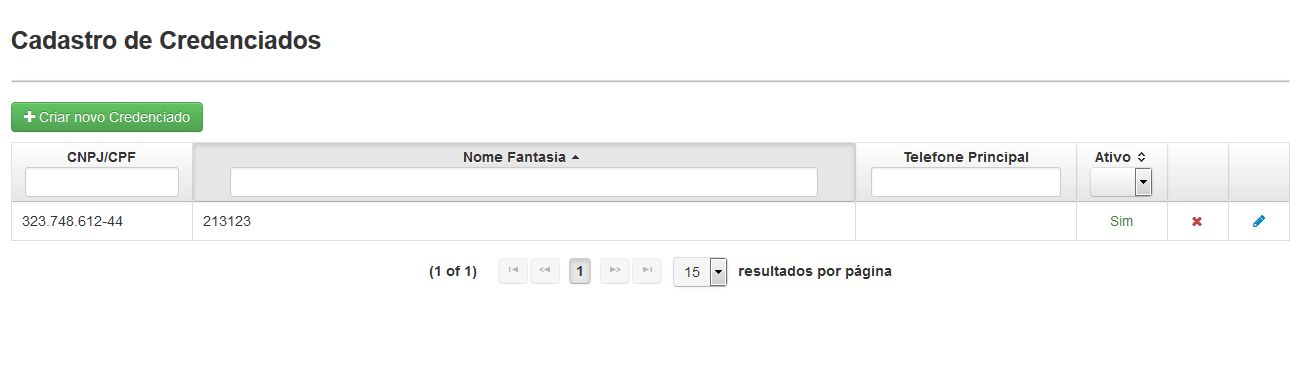 Cadastro de Credenciados
Criar novo Credenciado
CNPJ/CPF Nome Fantasia Telefone Principal Ativo
323.748.612-44 213123 Sim
(1 of 1) 1 15 resultados por página